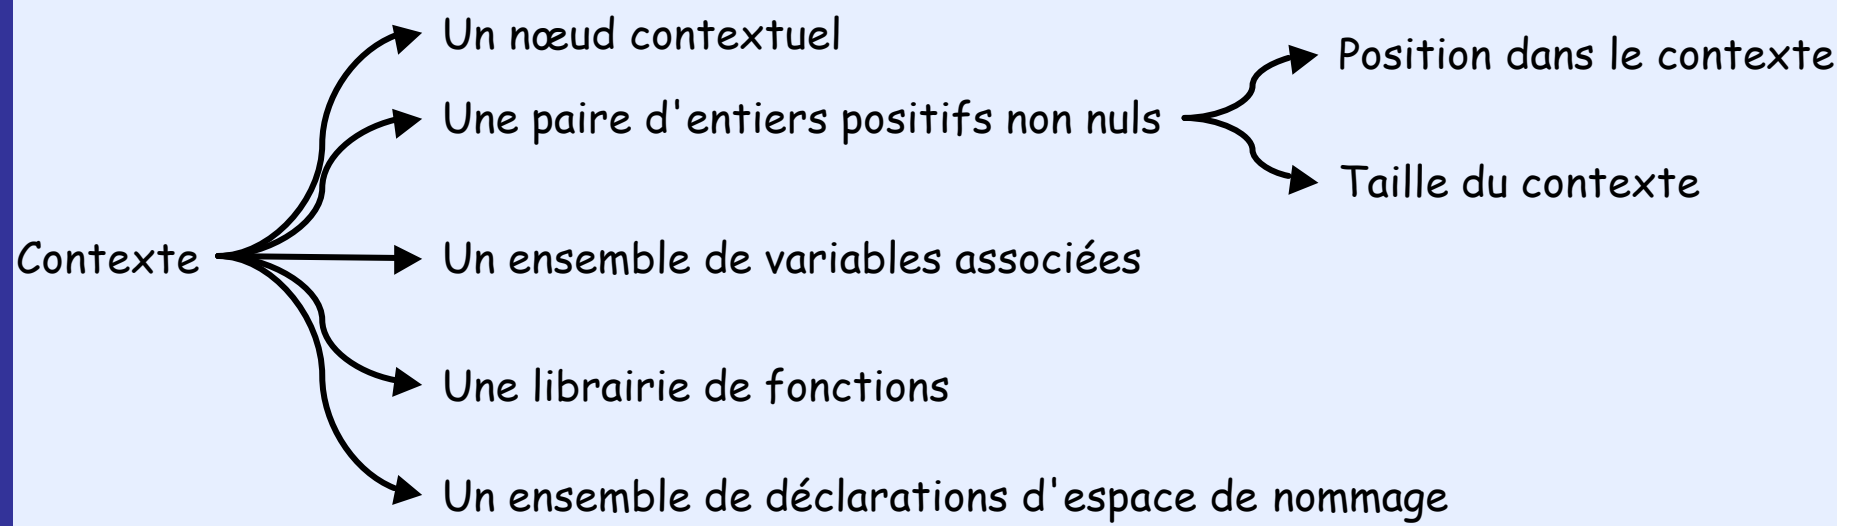 Un nœud contextuel
Position dans le contexte
Une paire d'entiers positifs non nuls
Taille du contexte
Contexte
Un ensemble de variables associées
Une librairie de fonctions
Un ensemble de déclarations d'espace de nommage